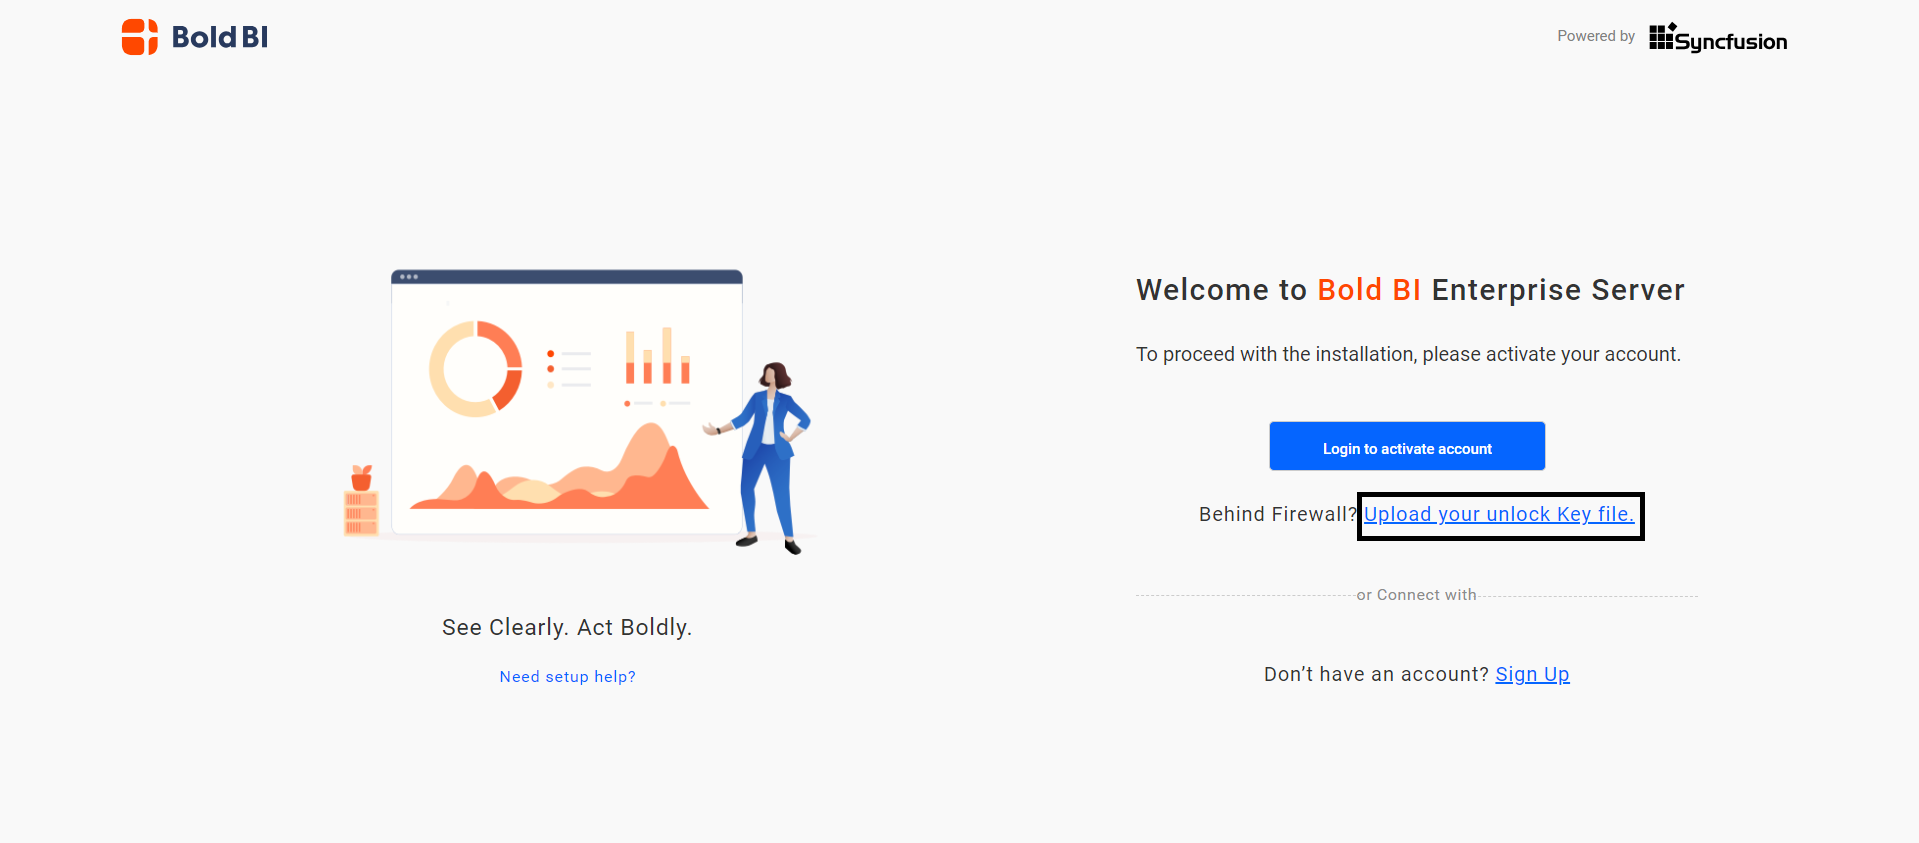 Bold BI
Powered by Syncfusion
Welcome to Bold BI Enterprise Server
To proceed with the installation, please activate your account.
Login to activate account
Behind Firewall? Upload your unlock Key file.
or Connect with
Don’t have an account? Sign Up
See Clearly. Act Boldly.
Need setup help?